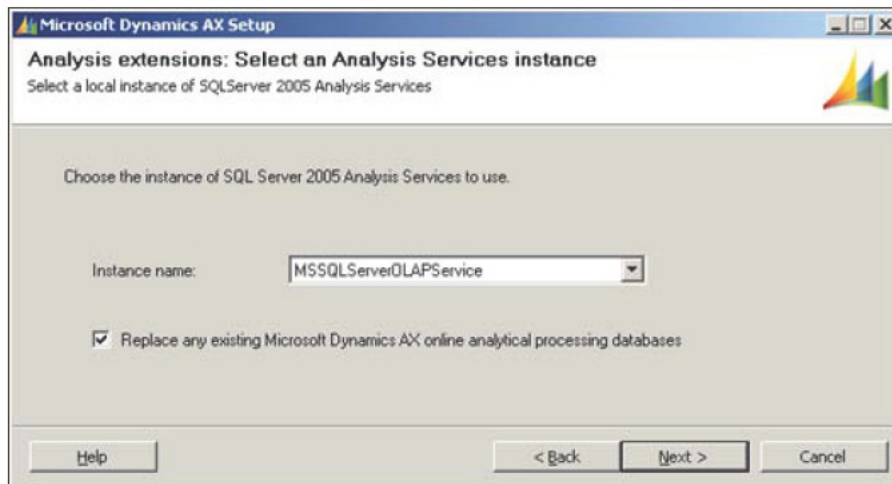 Microsoft Dynamics AX Setup
Analysis extensions: Select an Analysis Services instance
Select a local instance of SQLServer 2005 Analysis Services
Choose the instance of SQL Server 2005 Analysis Services to use.
Instance name: MSSQLServerOLAPService
Replace any existing Microsoft Dynamics AX online analytical processing databases
Help < Back Next > Cancel